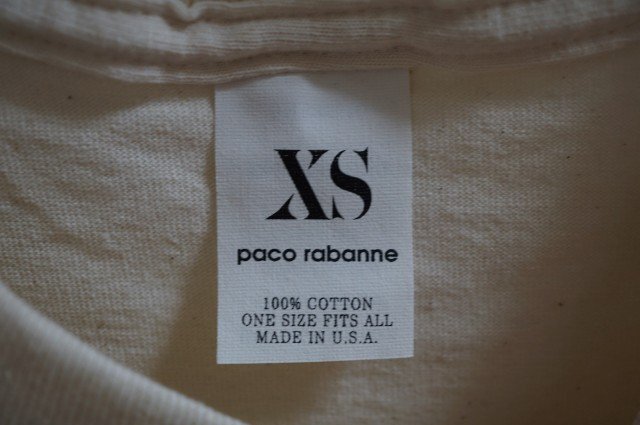 XS
paco rabanne
100% COTTON
ONE SIZE FITS ALL
MADE IN U.S.A.